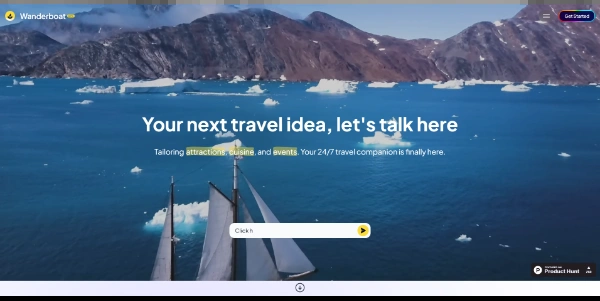 Wanderboat
Get Started
Your next travel idea, let's talk here
Tailoring attractions, cuisine, and events. Your 24/7 travel companion is finally here.
Click h
Product Hunt